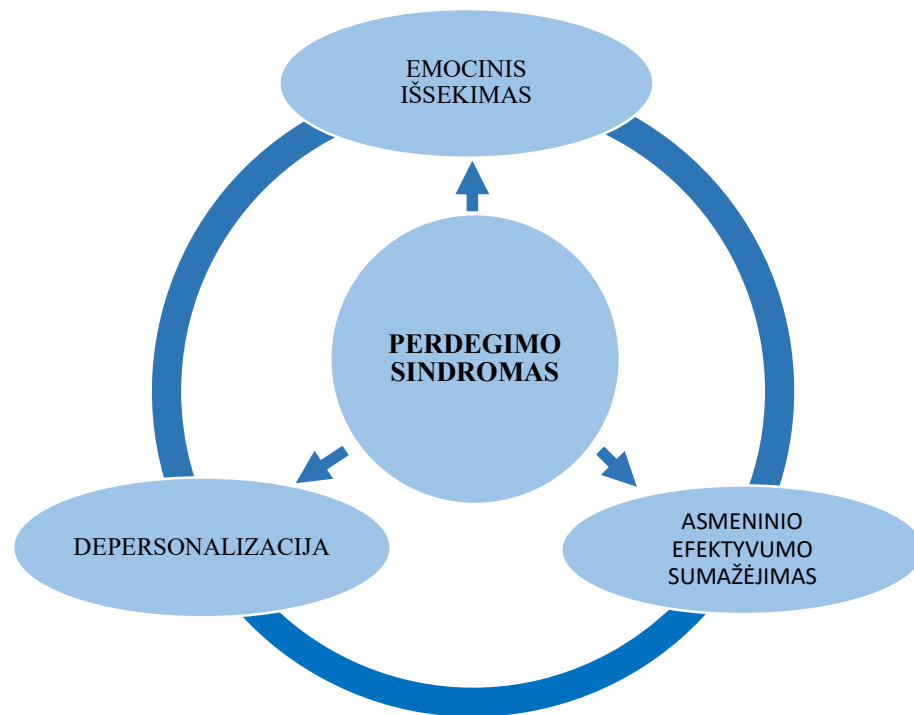 EMOCINIS
IŠSEKIMAS
PERDEGIMO
SINDROMAS
DEPERSONALIZACIJA
ASMENINIO
EFEKTYVUMO
SUMAŽĖJIMAS